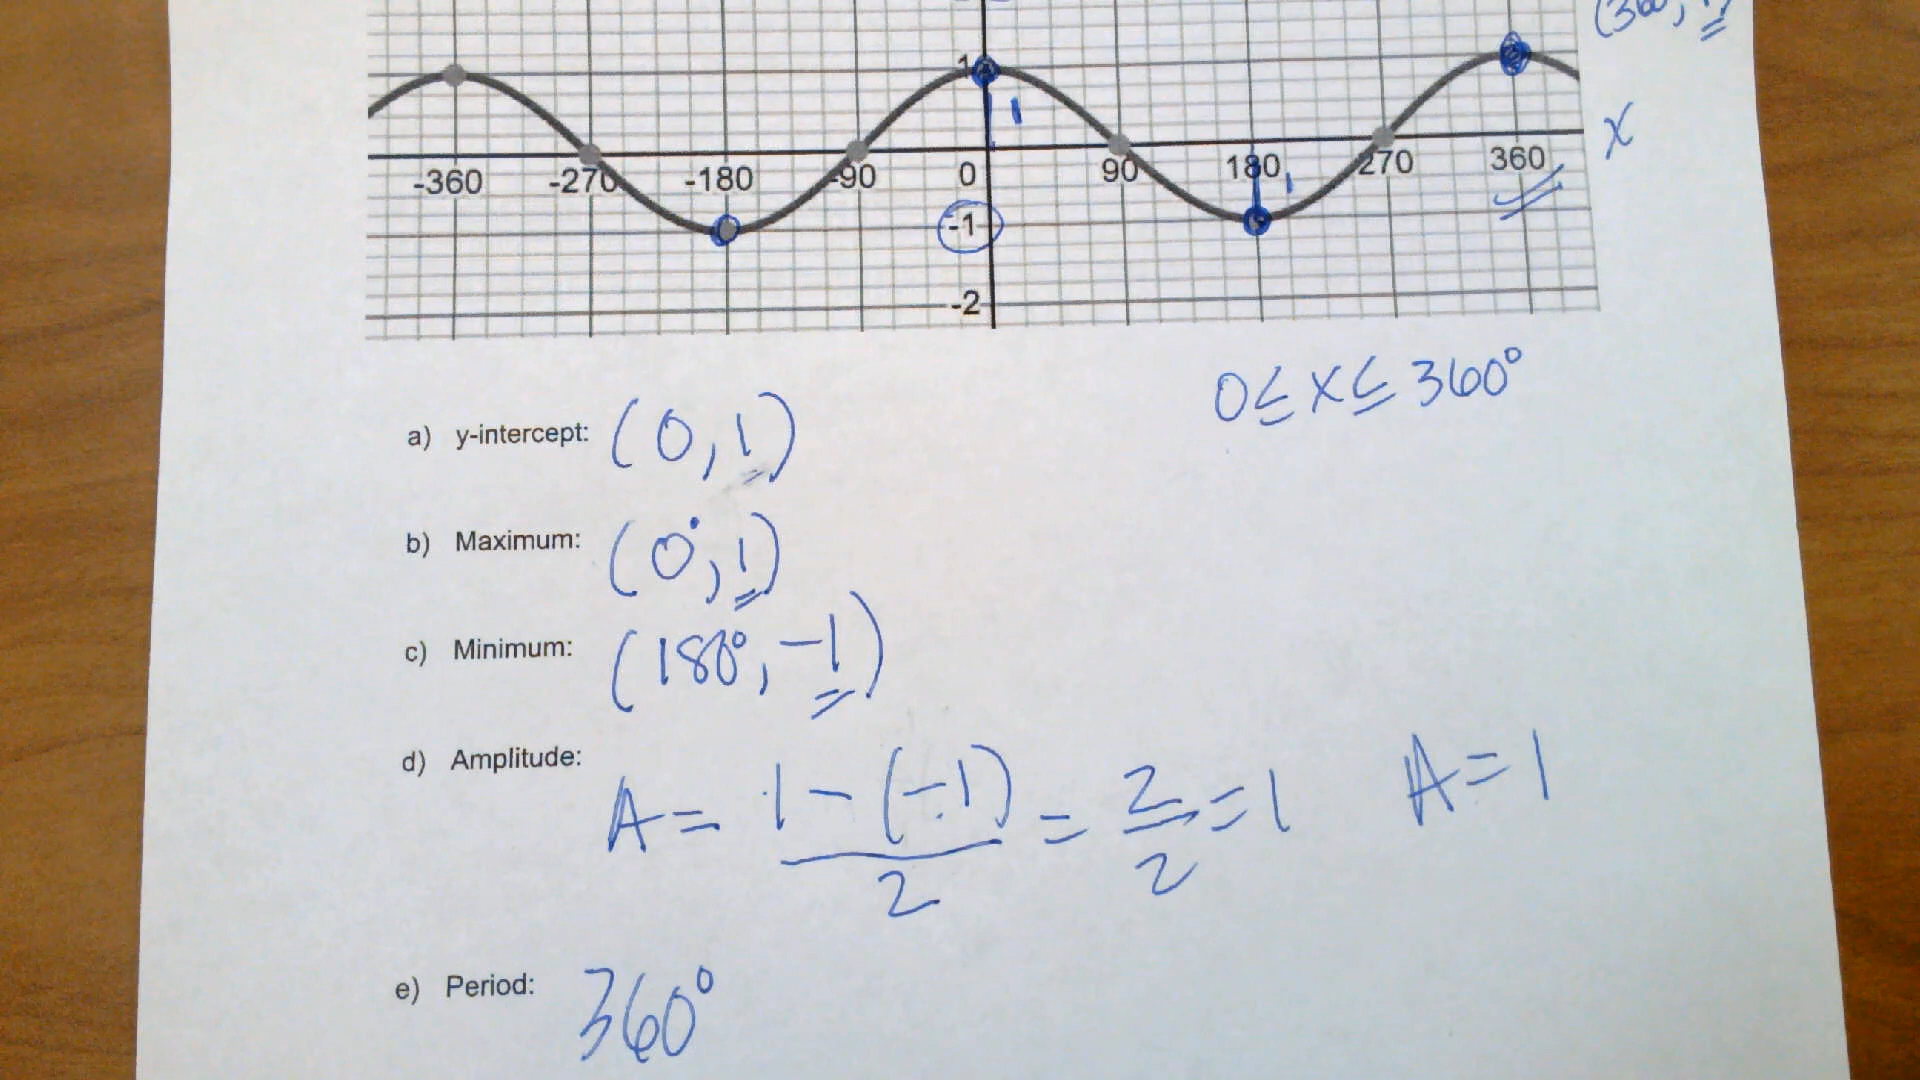 (360, 1)
1
1
x
-360 -270 -180 -90 0 90 180 270 360
1
-1
-2
0 ≤ x ≤ 360°
a) y-intercept: (0, 1)
b) Maximum: (0°, 1)
c) Minimum: (180°, -1)
d) Amplitude:
A = 1 - (-1) / 2 = 2 / 2 = 1 A = 1
e) Period: 360°